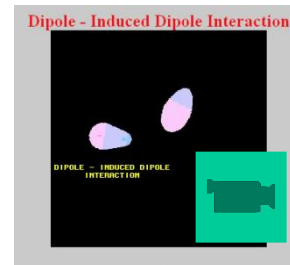 Dipole - Induced Dipole Interaction
DIPOLE - INDUCED DIPOLE
INTERACTION